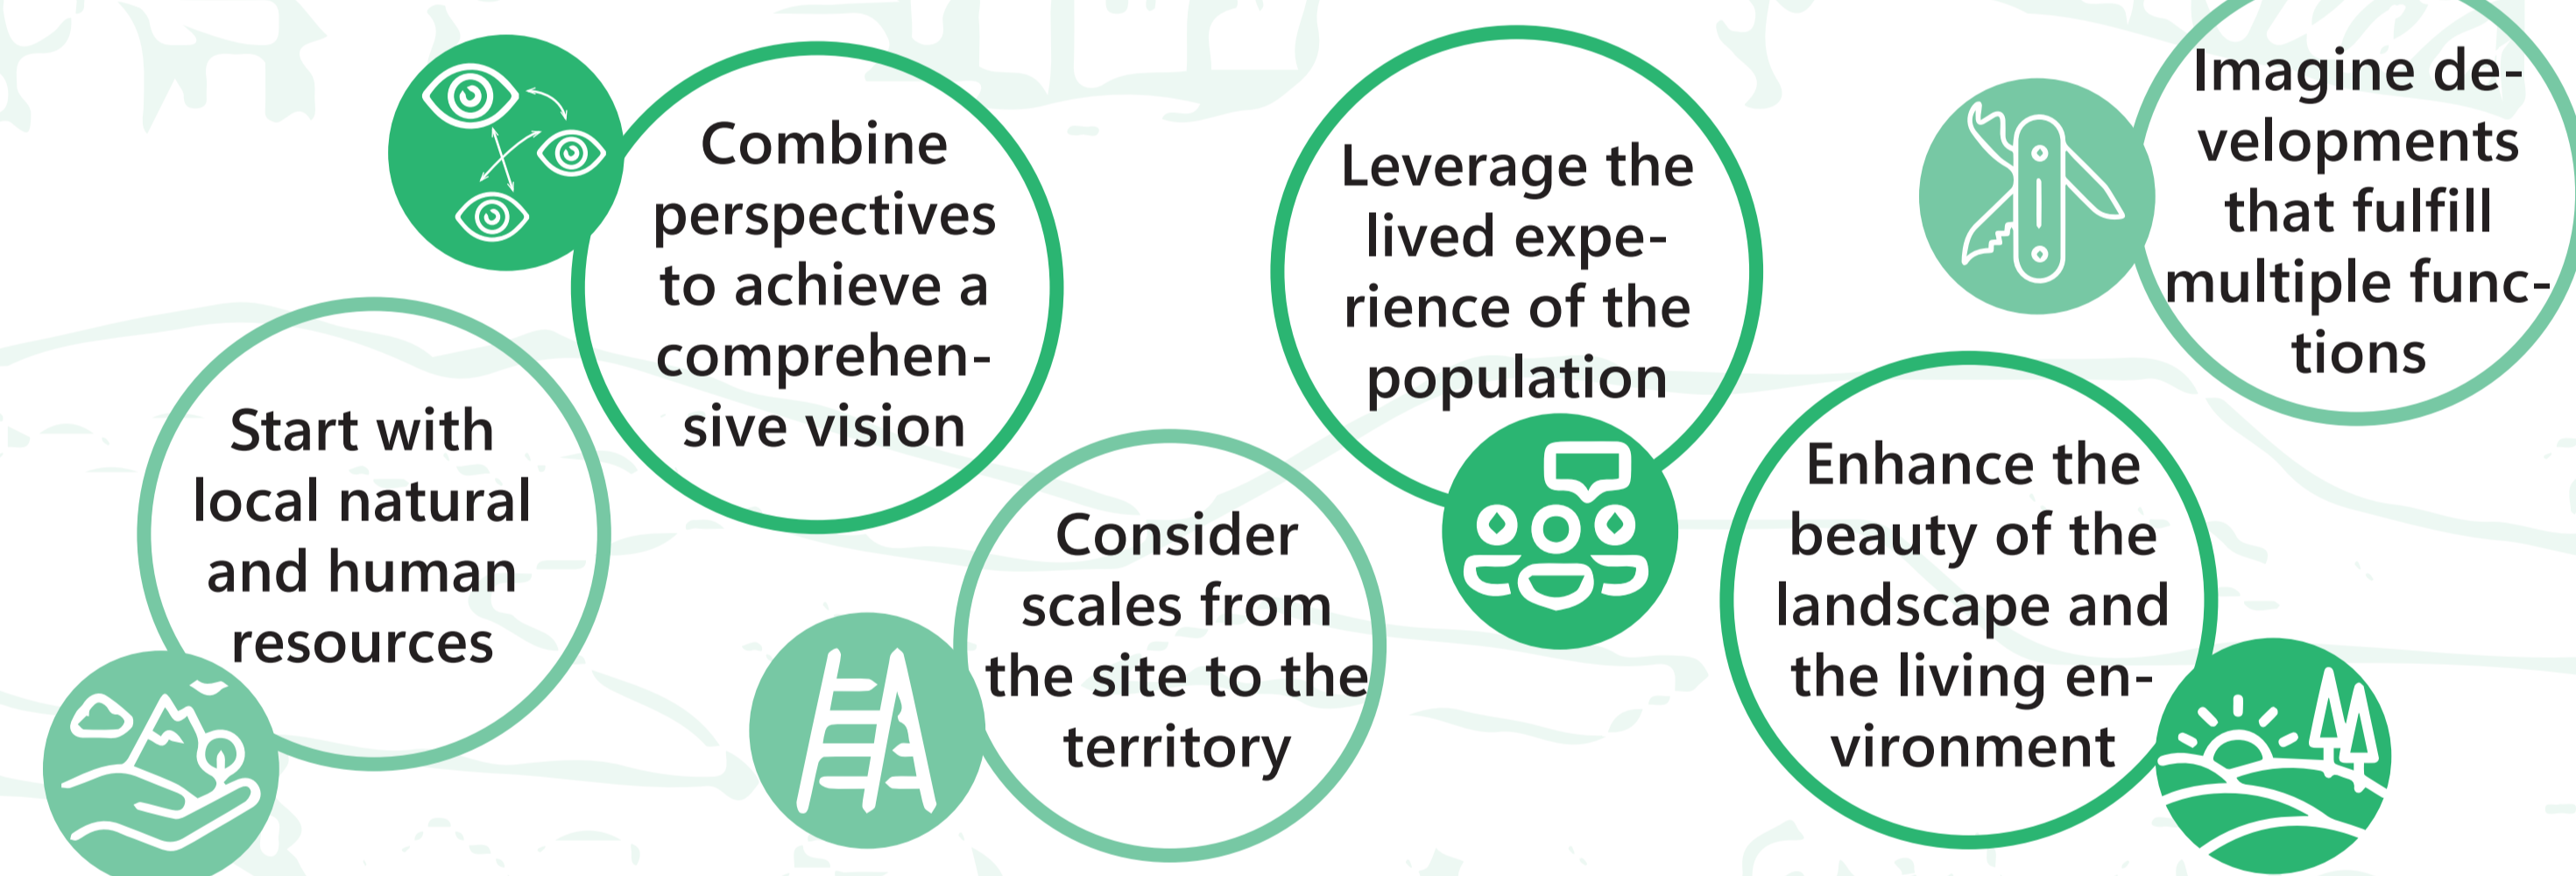 Start with
local natural
and human
resources
Combine
perspectives
to achieve a
comprehen-
sive vision
Consider
scales from
the site to the
territory
Leverage the
lived expe-
rience of the
population
Enhance the
beauty of the
landscape and
the living en-
vironment
Imagine de-
velopments
that fulfill
multiple func-
tions